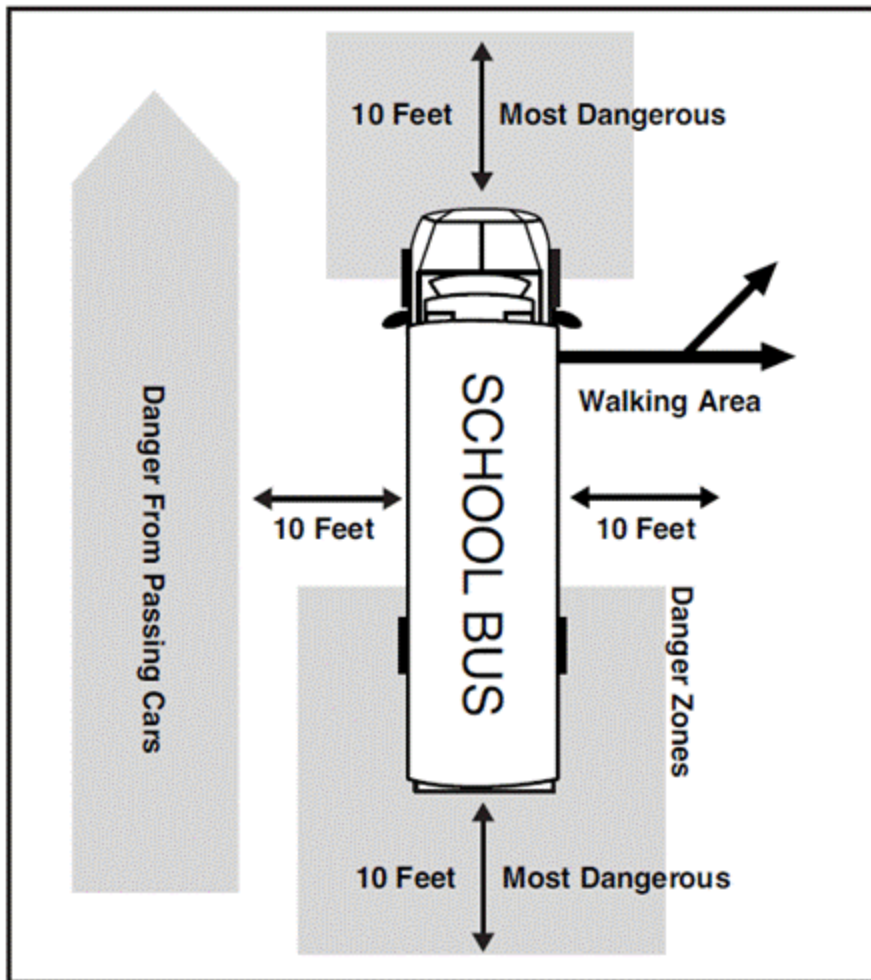 10 Feet Most Dangerous
Walking Area
SCHOOL BUS
Danger From Passing Cars
10 Feet
10 Feet
Danger Zones
10 Feet Most Dangerous